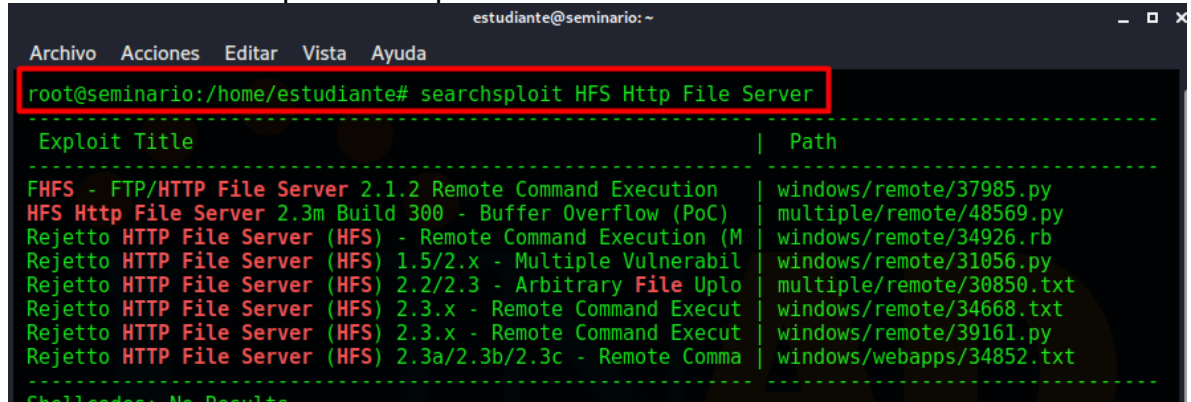 estudiante@seminario: ~
Archivo Acciones Editar Vista Ayuda
root@seminario:/home/estudiante# searchsploit HFS Http File Server
Exploit Title | Path
FHFS - FTP/HTTP File Server 2.1.2 Remote Command Execution | windows/remote/37985.py
HFS Http File Server 2.3m Build 300 - Buffer Overflow (PoC) | multiple/remote/48569.py
Rejetto HTTP File Server (HFS) - Remote Command Execution (M | windows/remote/34926.rb
Rejetto HTTP File Server (HFS) 1.5/2.x - Multiple Vulnerabil | windows/remote/31056.py
Rejetto HTTP File Server (HFS) 2.2/2.3 - Arbitrary File Uplo | multiple/remote/30850.txt
Rejetto HTTP File Server (HFS) 2.3.x - Remote Command Execut | windows/remote/34668.txt
Rejetto HTTP File Server (HFS) 2.3.x - Remote Command Execut | windows/remote/39161.py
Rejetto HTTP File Server (HFS) 2.3a/2.3b/2.3c - Remote Comma | windows/webapps/34852.txt
Shellcodes: No Results